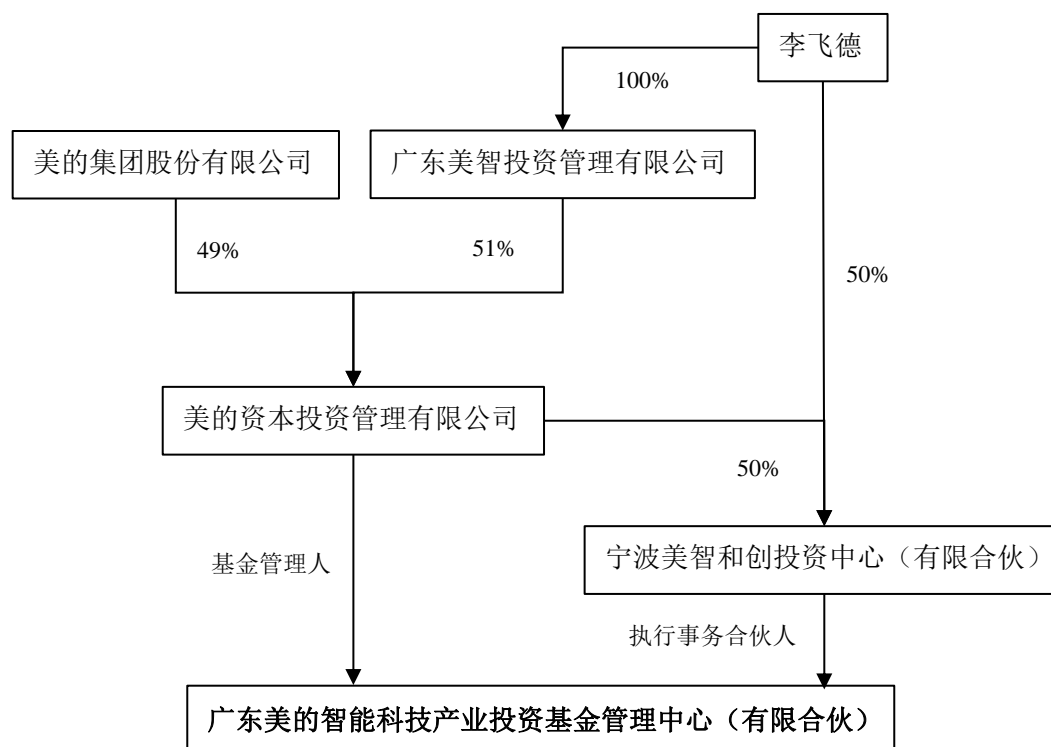 李飞德
100%
美的集团股份有限公司
广东美智投资管理有限公司
49%
51%
50%
美的资本投资管理有限公司
50%
宁波美智和创投资中心（有限合伙）
基金管理人
执行事务合伙人
广东美的智能科技产业投资基金管理中心（有限合伙）